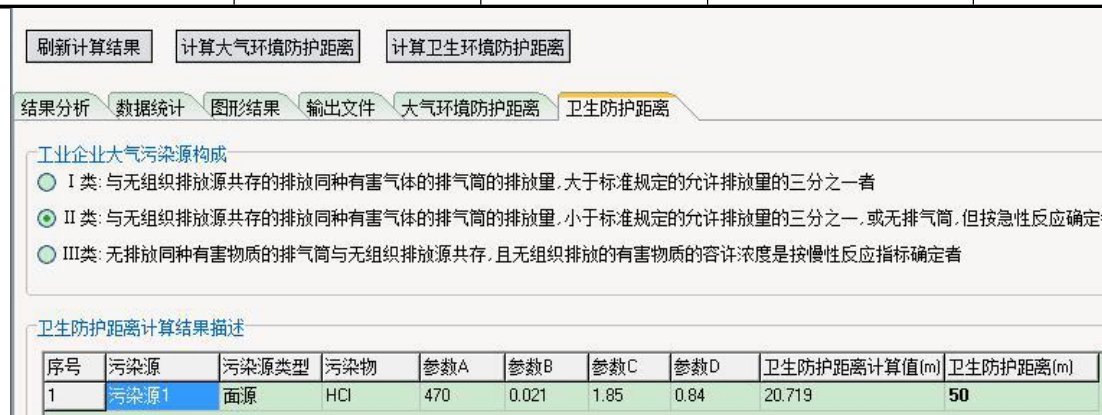 刷新计算结果 计算大气环境防护距离 计算卫生环境防护距离
结果分析 数据统计 图形结果 输出文件 大气环境防护距离 卫生防护距离
工业企业大气污染源构成
I 类: 与无组织排放源共存的排放同种有害气体的排气筒的排放量,大于标准规定的允许排放量的三分之一者
II 类: 与无组织排放源共存的排放同种有害气体的排气筒的排放量,小于标准规定的允许排放量的三分之一,或无排气筒,但按急性反应确定
III类: 无排放同种有害物质的排气筒与无组织排放源共存,且无组织排放的有害物质的容许浓度是按慢性反应指标确定者
卫生防护距离计算结果描述
序号 污染源 污染源类型 污染物 参数A 参数B 参数C 参数D 卫生防护距离计算值(m) 卫生防护距离(m)
1 污染源1 面源 HCl 470 0.021 1.85 0.84 20.719 50